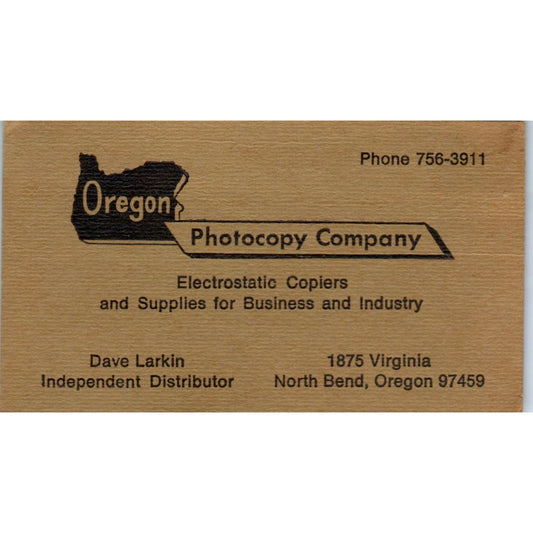 Phone 756-3911
Oregon
Photocopy Company
Electrostatic Copiers
and Supplies for Business and Industry
Dave Larkin
Independent Distributor
1875 Virginia
North Bend, Oregon 97459